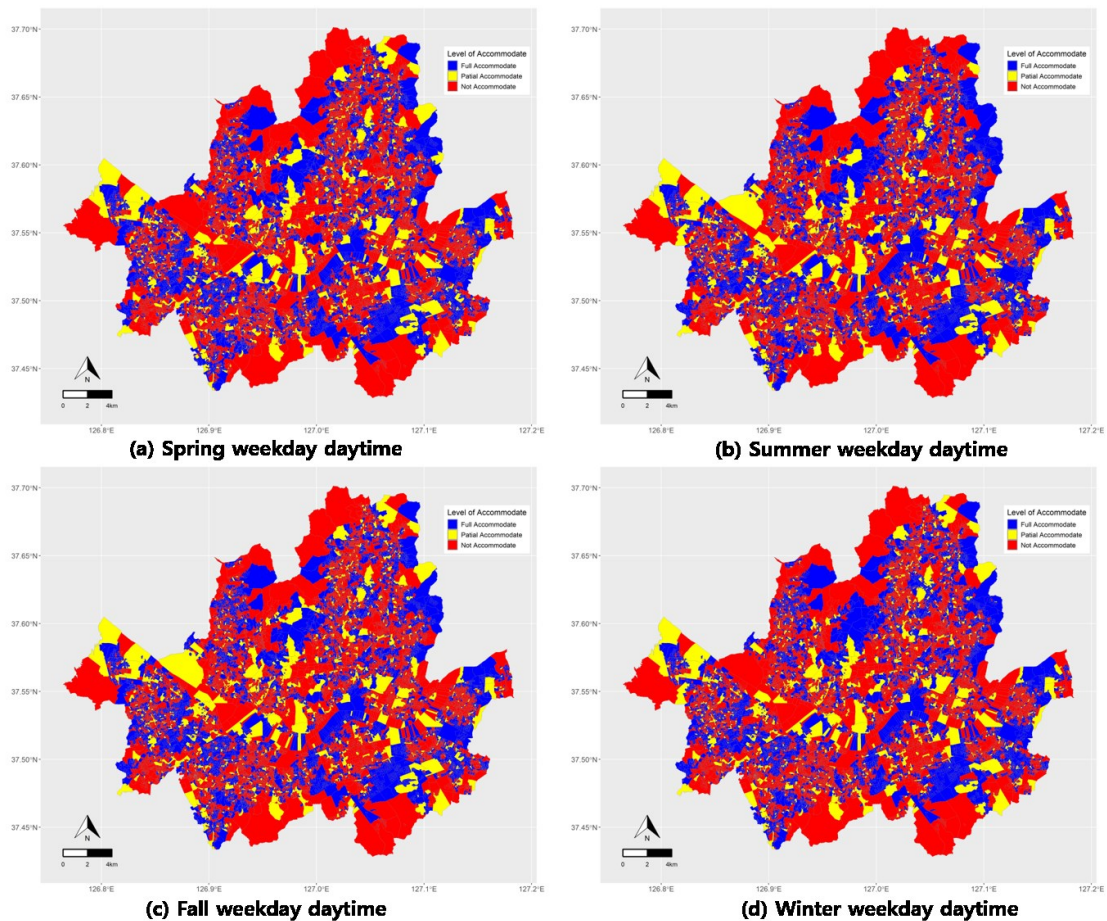 37.70°N
37.65°N
37.60°N
37.55°N
37.50°N
37.45°N
Level of Accommodate
Full Accommodate
Patial Accommodate
Not Accommodate
N
0 2 4km
126.8°E 126.9°E 127.0°E 127.1°E 127.2°E
(a) Spring weekday daytime
37.70°N
37.65°N
37.60°N
37.55°N
37.50°N
37.45°N
Level of Accommodate
Full Accommodate
Patial Accommodate
Not Accommodate
N
0 2 4km
126.8°E 126.9°E 127.0°E 127.1°E 127.2°E
(b) Summer weekday daytime
37.70°N
37.65°N
37.60°N
37.55°N
37.50°N
37.45°N
Level of Accommodate
Full Accommodate
Patial Accommodate
Not Accommodate
N
0 2 4km
126.8°E 126.9°E 127.0°E 127.1°E 127.2°E
(c) Fall weekday daytime
37.70°N
37.65°N
37.60°N
37.55°N
37.50°N
37.45°N
Level of Accommodate
Full Accommodate
Patial Accommodate
Not Accommodate
N
0 2 4km
126.8°E 126.9°E 127.0°E 127.1°E 127.2°E
(d) Winter weekday daytime